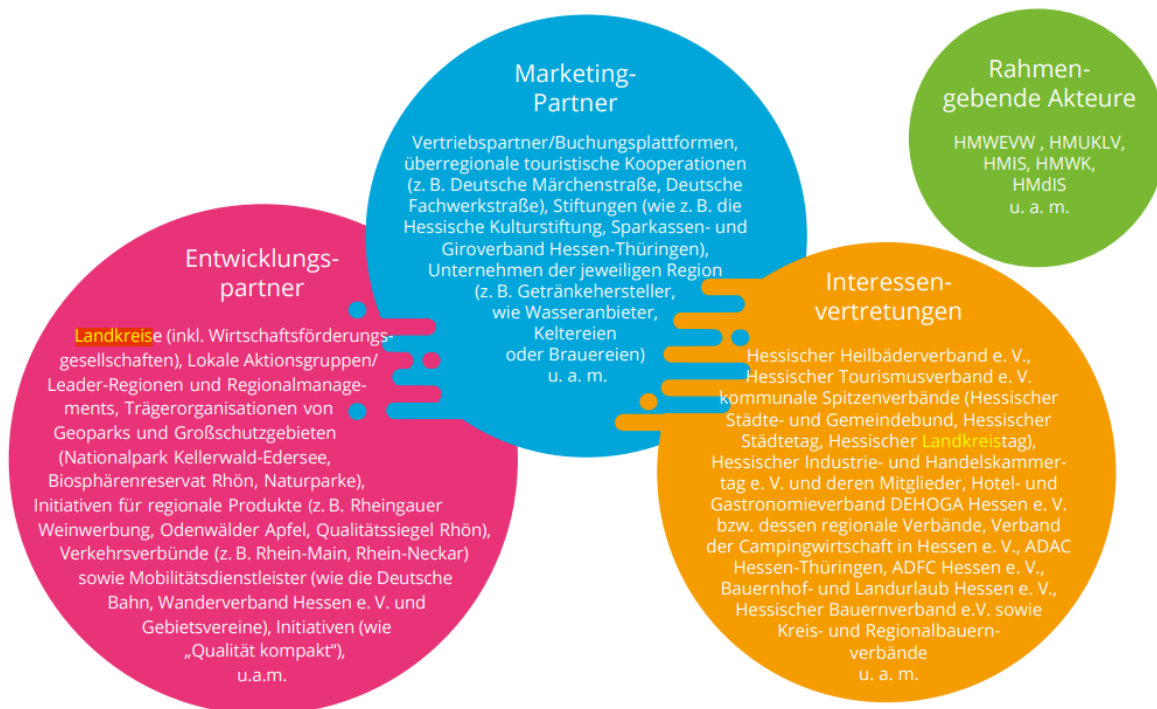 Marketing-
Partner
Vertriebspartner/Buchungsplattformen,
überregionale touristische Kooperationen
(z. B. Deutsche Märchenstraße, Deutsche
Fachwerkstraße), Stiftungen (wie z. B. die
Hessische Kulturstiftung, Sparkassen- und
Giroverband Hessen-Thüringen),
Unternehmen der jeweiligen Region
(z. B. Getränkehersteller,
wie Wasseranbieter,
Keltereien
oder Brauereien)
u. a. m.
Rahmen-
gebende Akteure
HMWEVW , HMUKLV,
HMIS, HMWK,
HMdIS
u. a. m.
Entwicklungs-
partner
Landkreise (inkl. Wirtschaftsförderungs-
gesellschaften), Lokale Aktionsgruppen/
Leader-Regionen und Regionalmanage-
ments, Trägerorganisationen von
Geoparks und Großschutzgebieten
(Nationalpark Kellerwald-Edersee,
Biosphärenreservat Rhön, Naturparke),
Initiativen für regionale Produkte (z. B. Rheingauer
Weinwerbung, Odenwälder Apfel, Qualitätssiegel Rhön),
Verkehrsverbünde (z. B. Rhein-Main, Rhein-Neckar)
sowie Mobilitätsdienstleister (wie die Deutsche
Bahn, Wanderverband Hessen e. V. und
Gebietsvereine), Initiativen (wie
„Qualität kompakt“),
u.a.m.
Interessen-
vertretungen
Hessischer Heilbäderverband e. V.,
Hessischer Tourismusverband e. V.
kommunale Spitzenverbände (Hessischer
Städte- und Gemeindebund, Hessischer
Städtetag, Hessischer Landkreistag),
Hessischer Industrie- und Handelskammer-
tag e. V. und deren Mitglieder, Hotel- und
Gastronomieverband DEHOGA Hessen e. V.
bzw. dessen regionale Verbände, Verband
der Campingwirtschaft in Hessen e. V., ADAC
Hessen-Thüringen, ADFC Hessen e. V.,
Bauernhof- und Landurlaub Hessen e. V.,
Hessischer Bauernverband e.V. sowie
Kreis- und Regionalbauern-
verbände
u. a. m.